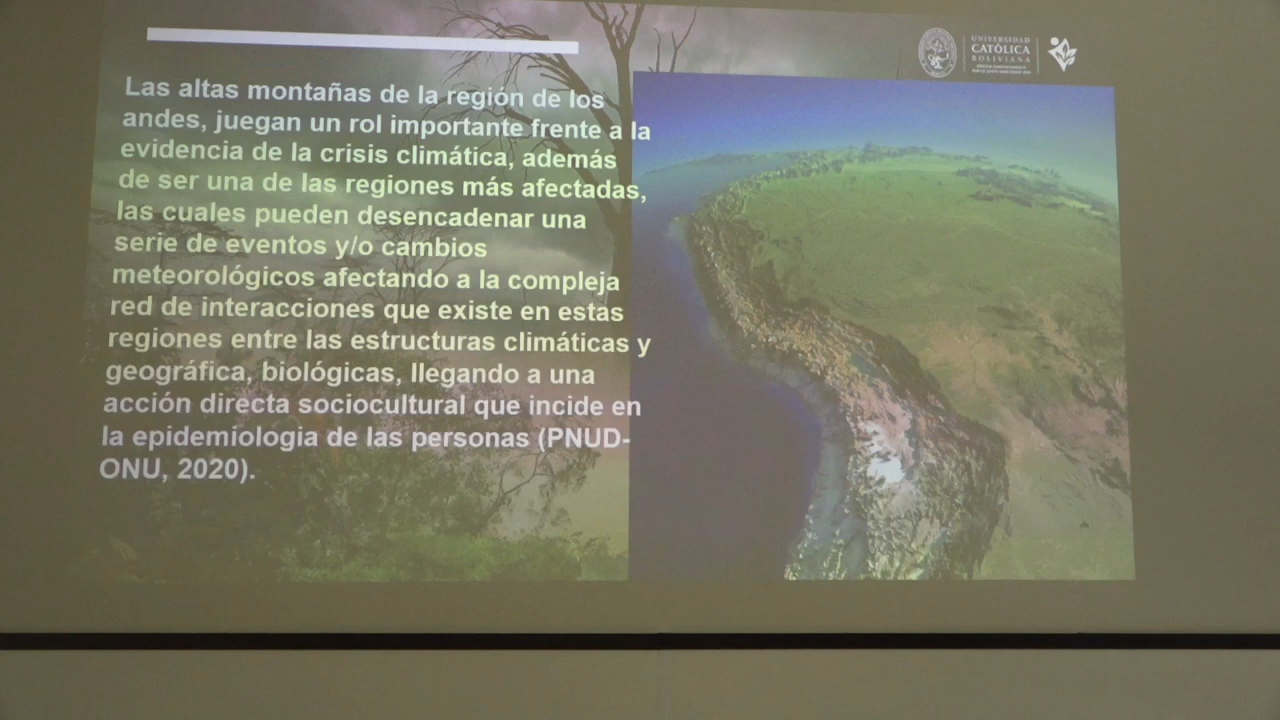 UNIVERSIDAD
CATÓLICA
BOLIVIANA
Las altas montañas de la región de los
andes, juegan un rol importante frente a la
evidencia de la crisis climática, además
de ser una de las regiones más afectadas,
las cuales pueden desencadenar una
serie de eventos y/o cambios
meteorológicos afectando a la compleja
red de interacciones que existe en estas
regiones entre las estructuras climáticas y
geográfica, biológicas, llegando a una
acción directa sociocultural que incide en
la epidemiologia de las personas (PNUD-
ONU, 2020).